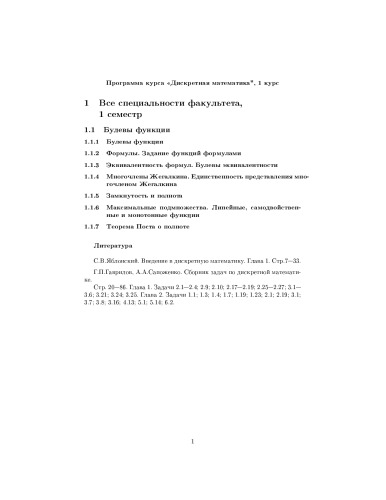 Программа курса «Дискретная математика", 1 курс
1 Все специальности факультета,
1 семестр
1.1 Булевы функции
1.1.1 Булевы функции
1.1.2 Формулы. Задание функций формулами
1.1.3 Эквивалентность формул. Булевы эквивалентности
1.1.4 Многочлены Жегалкина. Единственность представления мно-
гочленом Жегалкина
1.1.5 Замкнутость и полнота
1.1.6 Максимальные подмножества. Линейные, самодвойствен-
ные и монотонные функции
1.1.7 Теорема Поста о полноте
Литература
С.В.Яблонский. Введение в дискретную математику. Глава 1. Стр.7—33.
Г.П.Гаврилов, А.А.Сапоженко. Сборник задач по дискретной математи-
ке.
Стр. 20—86. Глава 1. Задачи 2.1—2.4; 2.9; 2.10; 2.17—2.19; 2.25—2.27; 3.1—
3.6; 3.21; 3.24; 3.25. Глава 2. Задачи 1.1; 1.3; 1.4; 1.7; 1.19; 1.23; 2.1; 2.19; 3.1;
3.7; 3.8; 3.16; 4.13; 5.1; 5.14; 6.2.
1